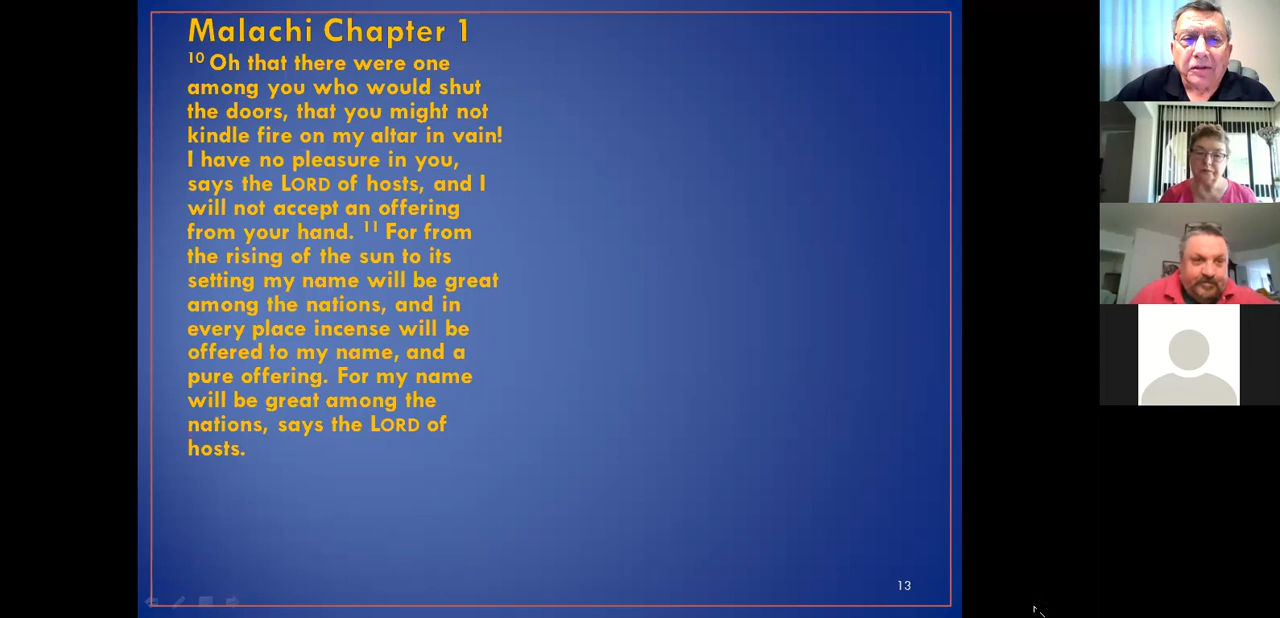 Malachi Chapter 1
10 Oh that there were one
among you who would shut
the doors, that you might not
kindle fire on my altar in vain!
I have no pleasure in you,
says the LORD of hosts, and I
will not accept an offering
from your hand. 11 For from
the rising of the sun to its
setting my name will be great
among the nations, and in
every place incense will be
offered to my name, and a
pure offering. For my name
will be great among the
nations, says the LORD of
hosts.
13